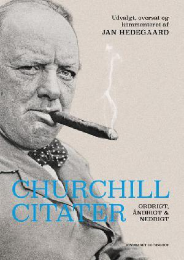 Udvalgt, oversat og
kommenteret af
JAN HEDEGAARD
CHURCHILL
CITATER
ORDRIGT,
ÅNDRIGT &
NEDRIGT